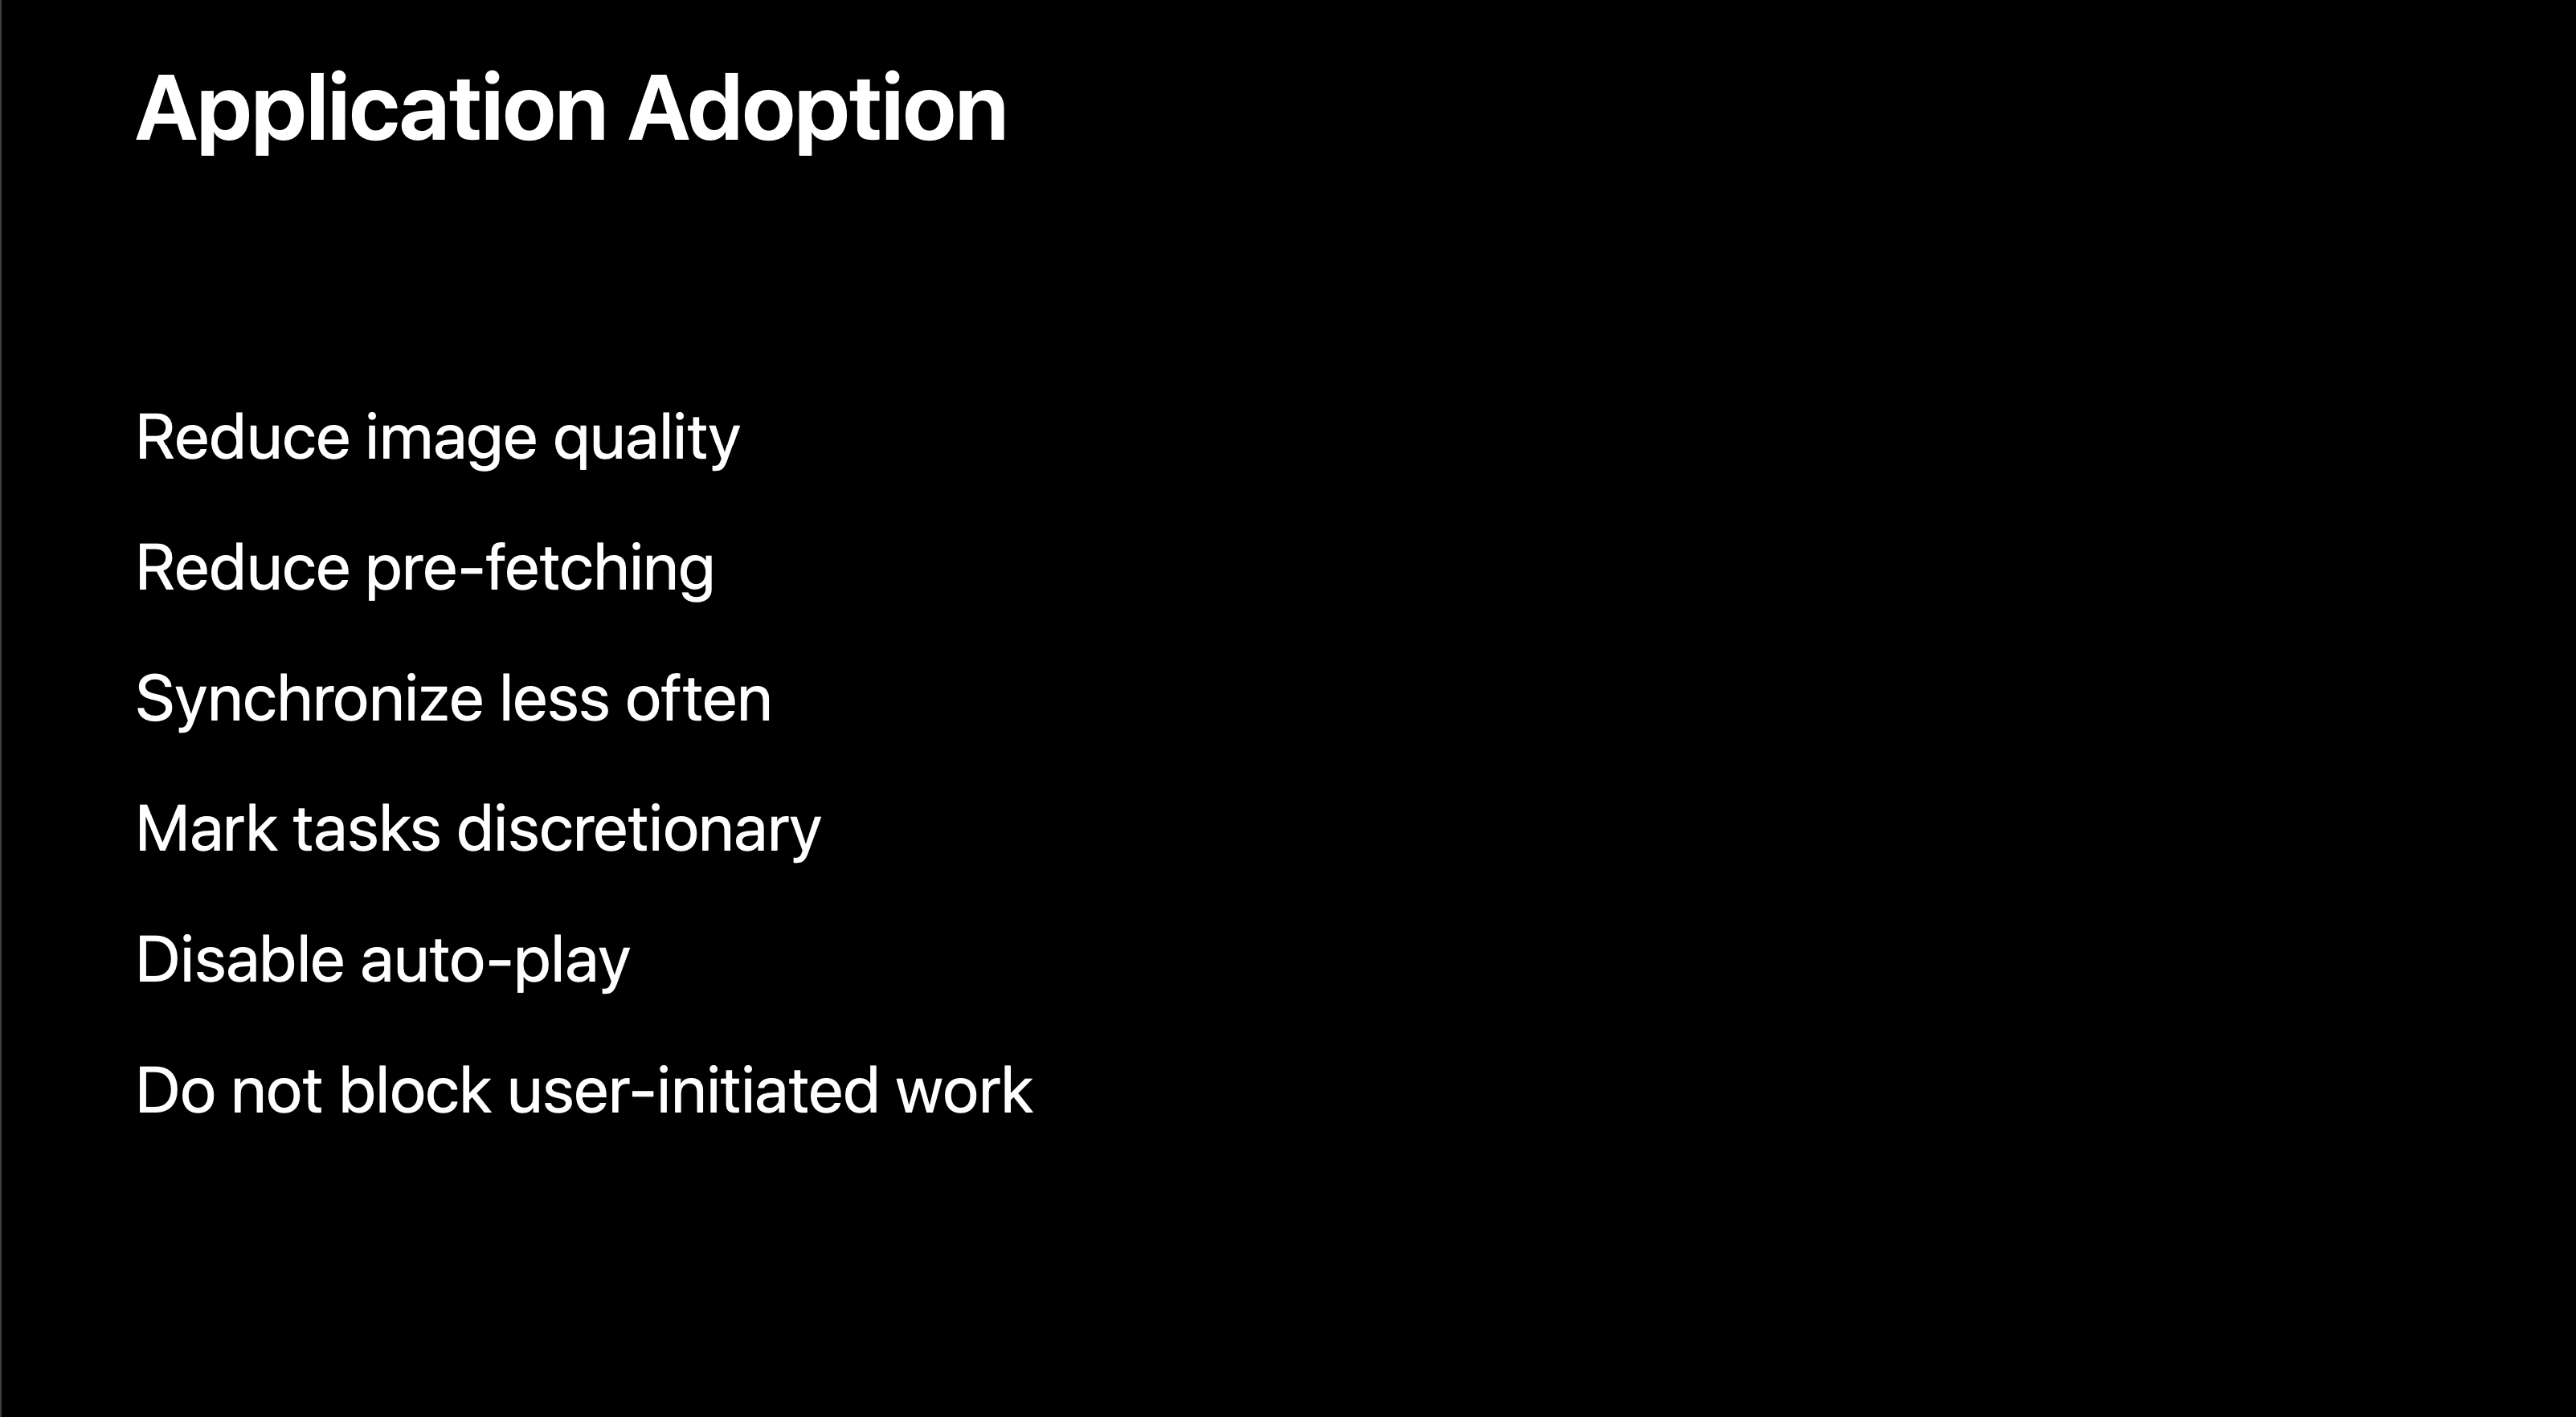 Application Adoption
Reduce image quality
Reduce pre-fetching
Synchronize less often
Mark tasks discretionary
Disable auto-play
Do not block user-initiated work